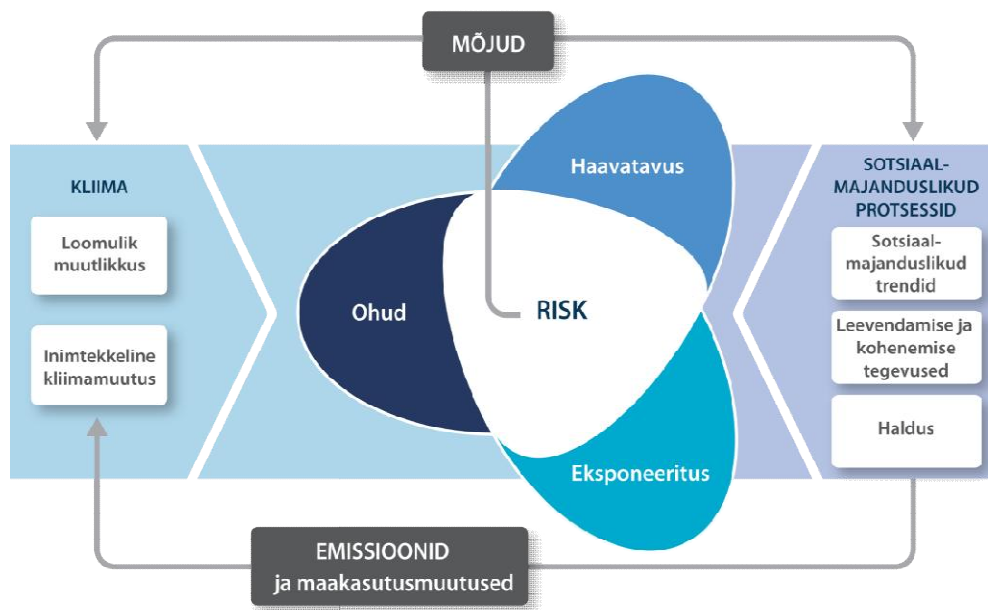 MÕJUD
KLIIMA
Loomulik
muutlikkus
Inimtekkeline
kliimamuutus
Ohud
Haavatavus
RISK
Eksponeeritus
SOTSIAAL-
MAJANDUSLIKUD
PROTSESSID
Sotsiaal-
majanduslikud
trendid
Leevendamise ja
kohenemise
tegevused
Haldus
EMISSIOONID
ja maakasutusmuutused